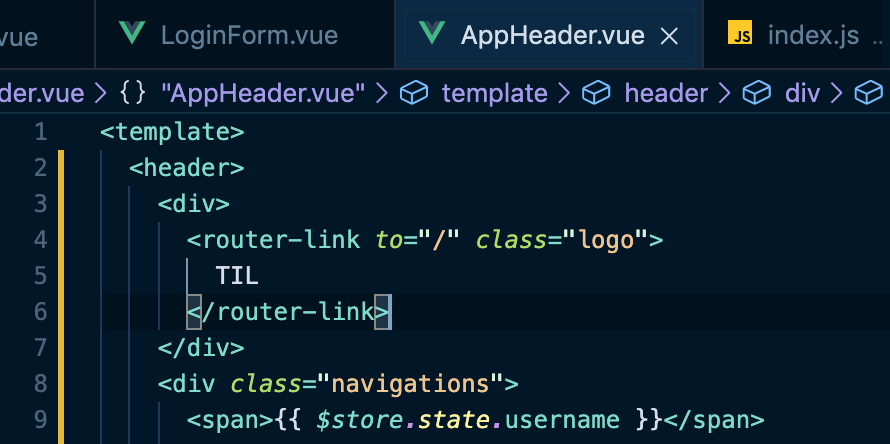 vue LoginForm.vue AppHeader.vue × JS index.js ..
der.vue > {} "AppHeader.vue" > template > header > div >
1 <template>
2 <header>
3 <div>
4 <router-link to="/" class="logo">
5 TIL
6 </router-link>
7 </div>
8 <div class="navigations">
9 <span>{{ $store.state.username }}</span>